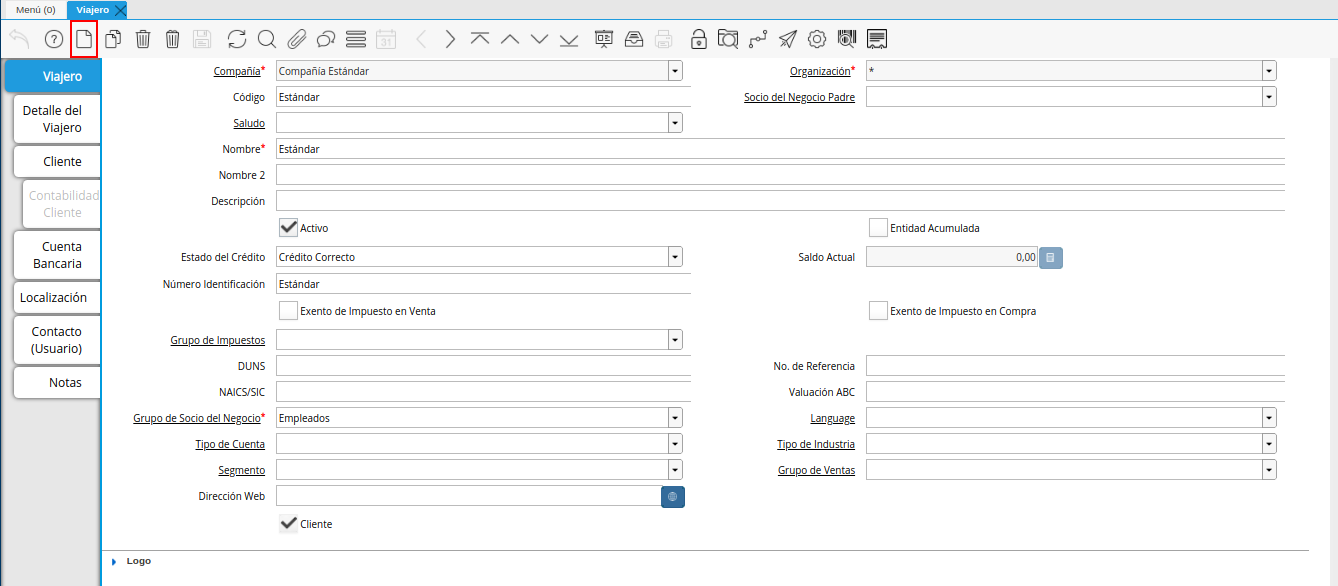 Menú (0)
Viajero
31
Viajero
Detalle del
Viajero
Cliente
Contabilidad
Cliente
Cuenta
Bancaria
Localización
Contacto
(Usuario)
Notas
Compañía* Compañía Estándar Organización* *
Código Estándar Socio del Negocio Padre
Saludo
Nombre* Estándar
Nombre 2
Descripción
Activo Entidad Acumulada
Estado del Crédito Crédito Correcto Saldo Actual 0,00
Número Identificación Estándar
Exento de Impuesto en Venta Exento de Impuesto en Compra
Grupo de Impuestos
DUNS No. de Referencia
NAICS/SIC Valuación ABC
Grupo de Socio del Negocio* Empleados Language
Tipo de Cuenta Tipo de Industria
Segmento Grupo de Ventas
Dirección Web
Cliente
Logo